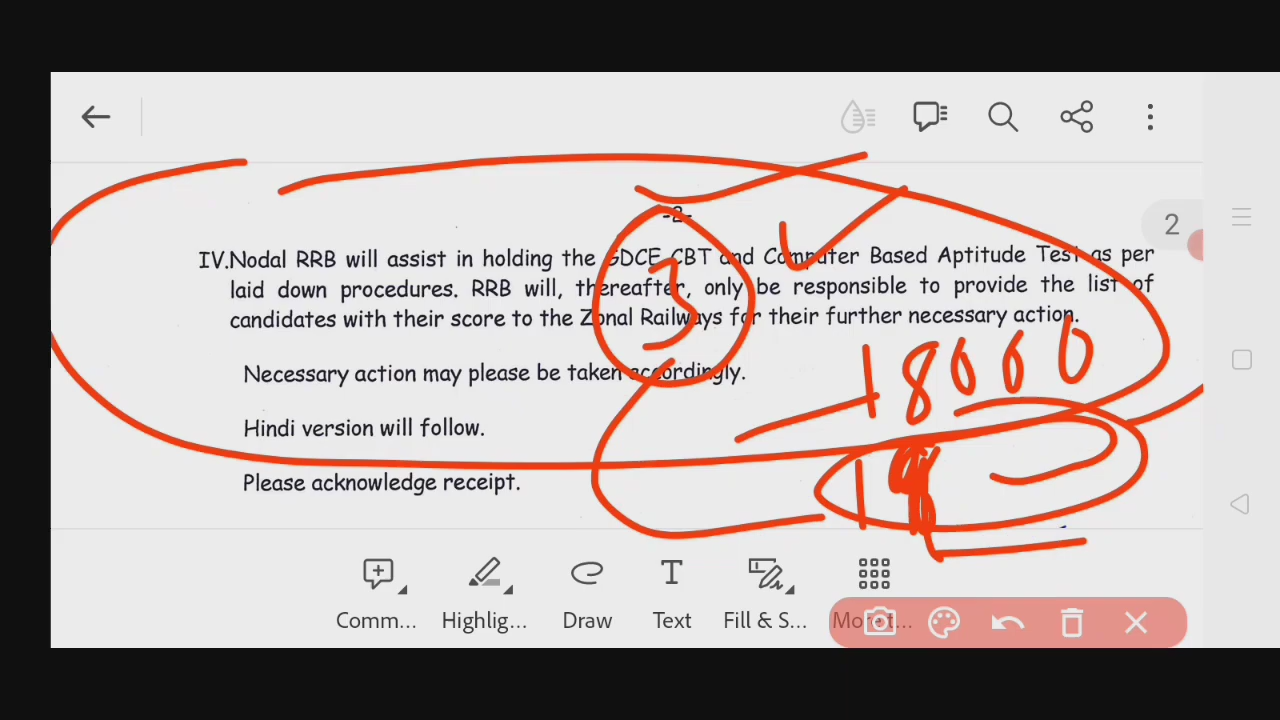 2
-2-
IV.Nodal RRB will assist in holding the GDCE CBT and Computer Based Aptitude Test as per
laid down procedures. RRB will, thereafter, only be responsible to provide the list of
candidates with their score to the Zonal Railways for their further necessary action.
3
18000
Necessary action may please be taken accordingly.
Hindi version will follow.
Please acknowledge receipt.
Comm... Highlig... Draw Text Fill & S... More t...